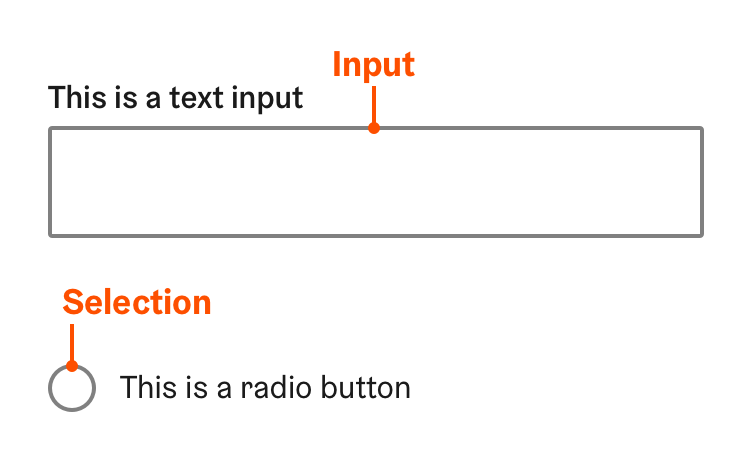 Input
This is a text input
Selection
This is a radio button